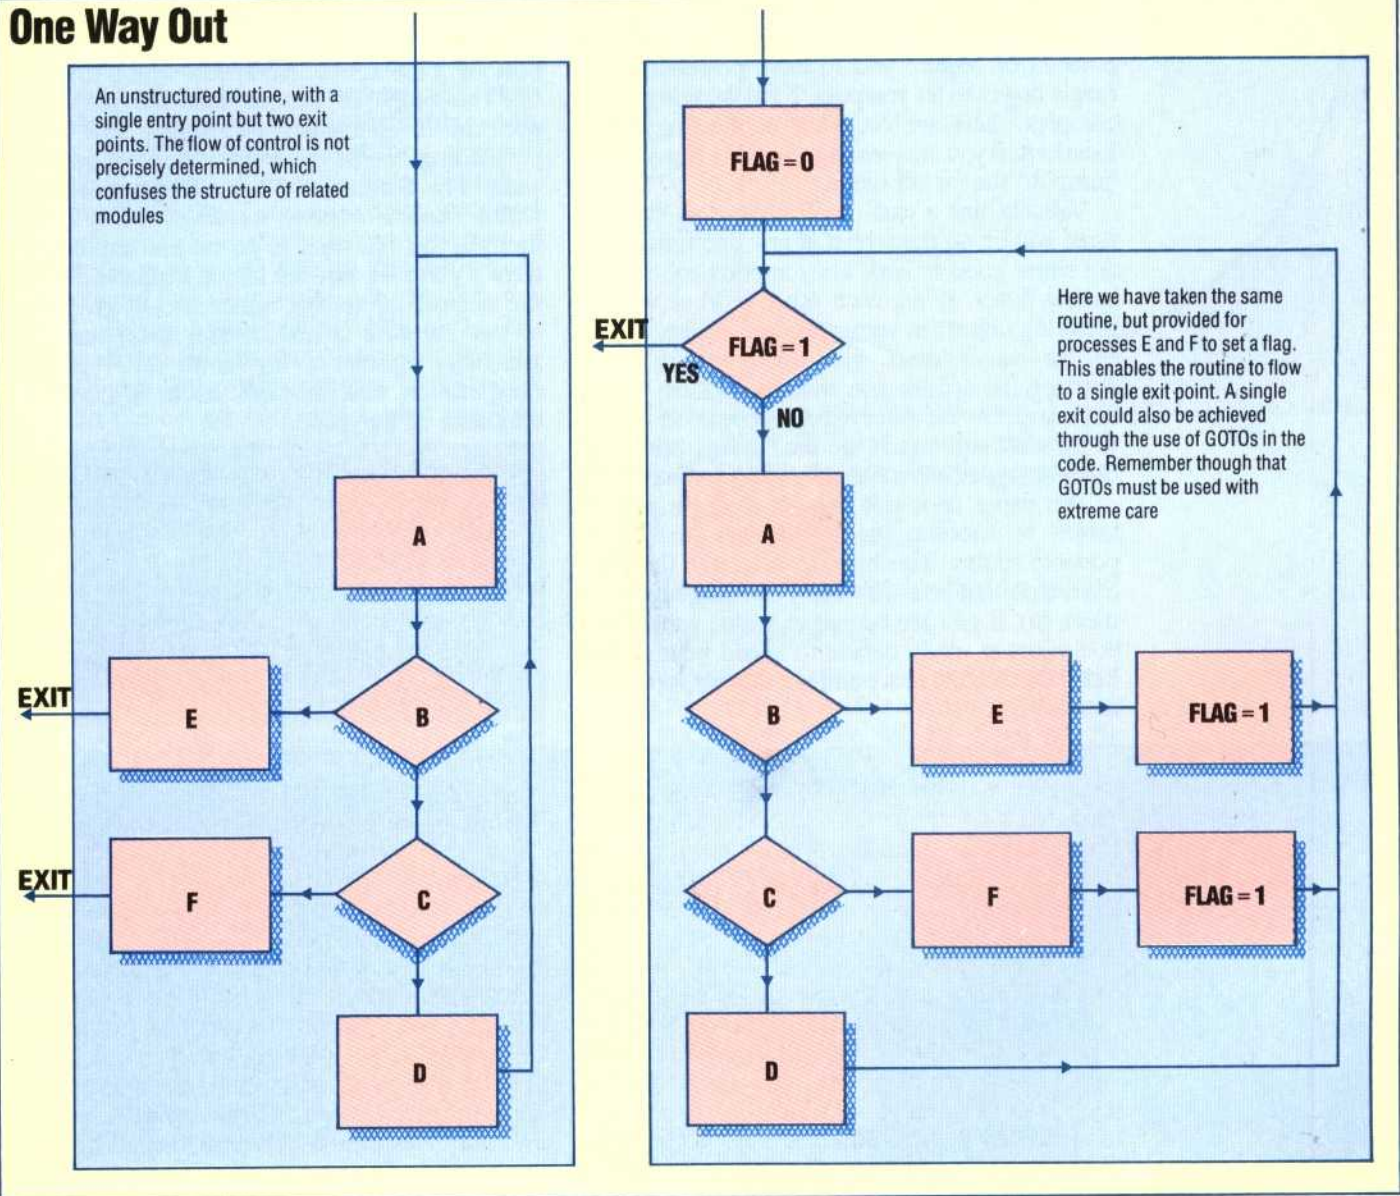 One Way Out
An unstructured routine, with a
single entry point but two exit
points. The flow of control is not
precisely determined, which
confuses the structure of related
modules
A
B
E
EXIT
C
F
EXIT
D
FLAG = 0
FLAG = 1
EXIT
YES
NO
Here we have taken the same
routine, but provided for
processes E and F to set a flag.
This enables the routine to flow
to a single exit point. A single
exit could also be achieved
through the use of GOTOs in the
code. Remember though that
GOTOs must be used with
extreme care
A
B
E
FLAG = 1
C
F
FLAG = 1
D